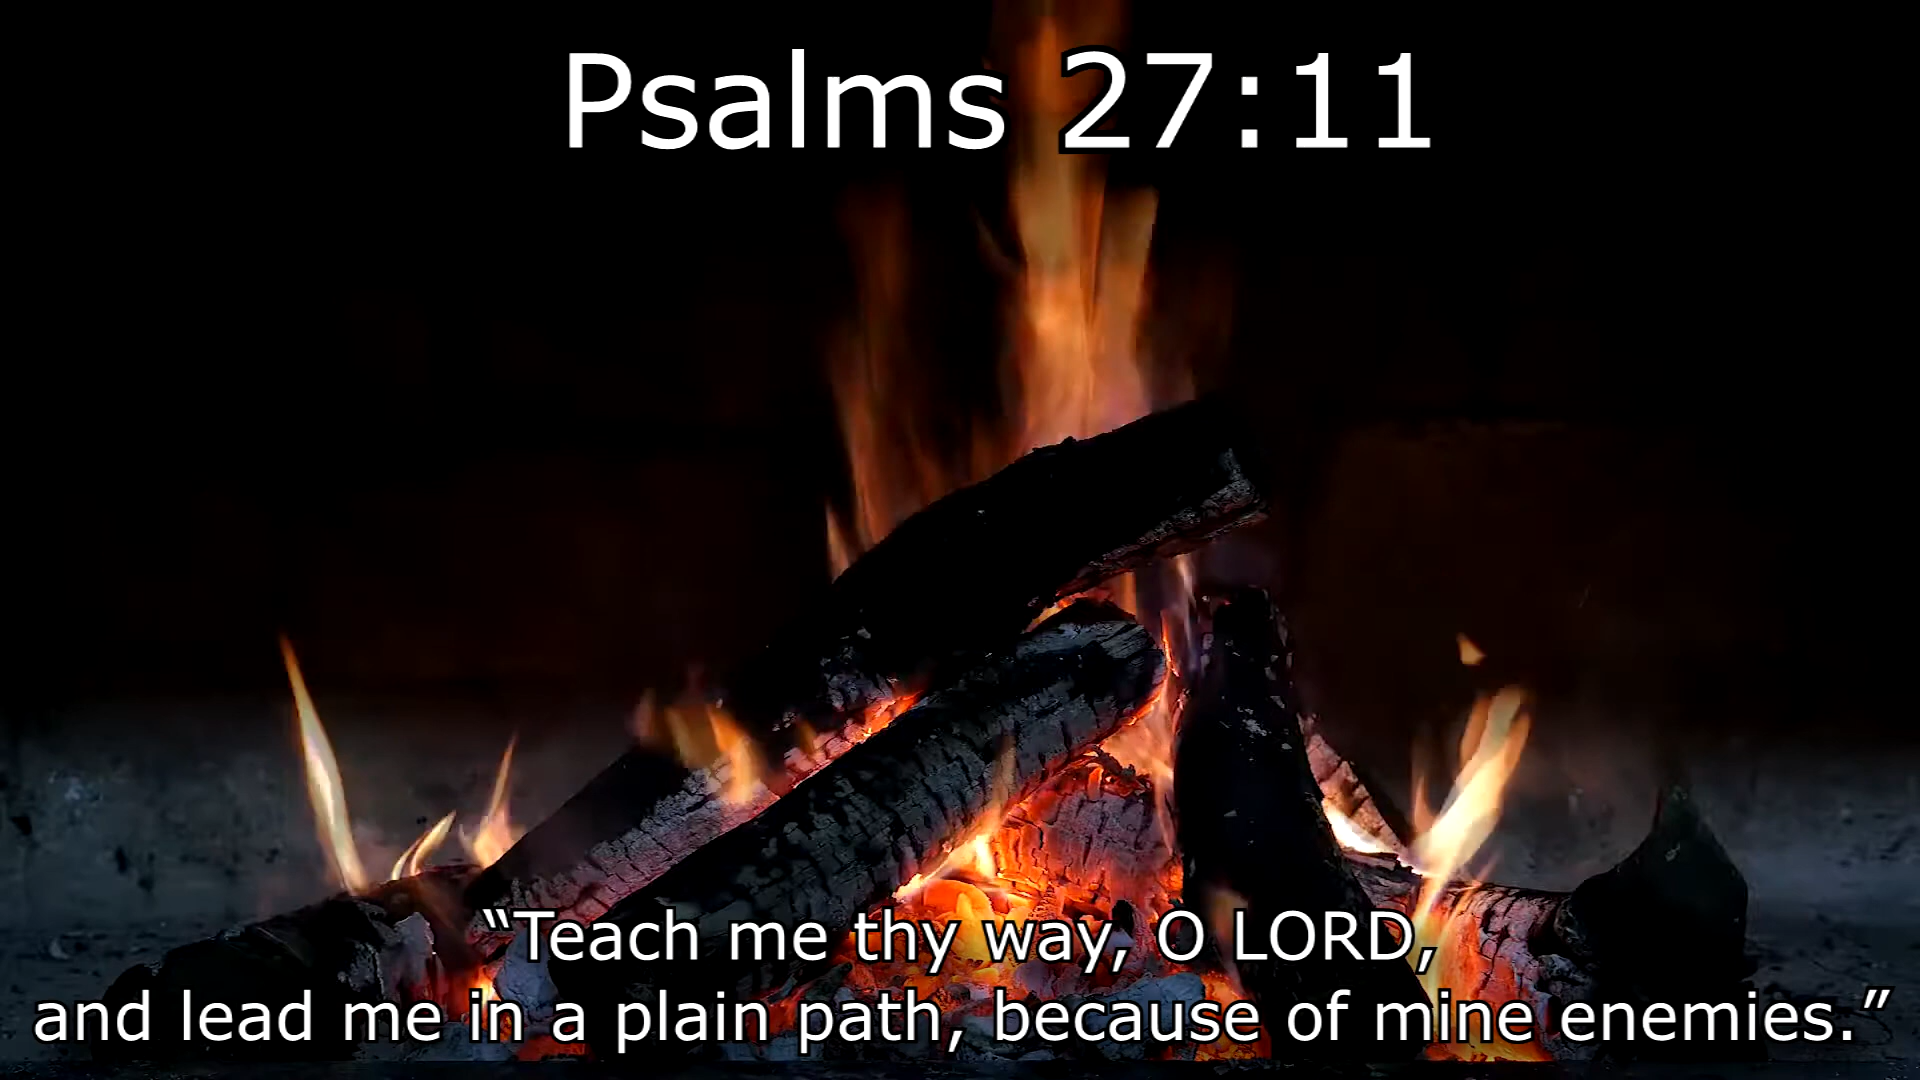 Psalms 27:11
“Teach me thy way, O LORD,
and lead me in a plain path, because of mine enemies.”